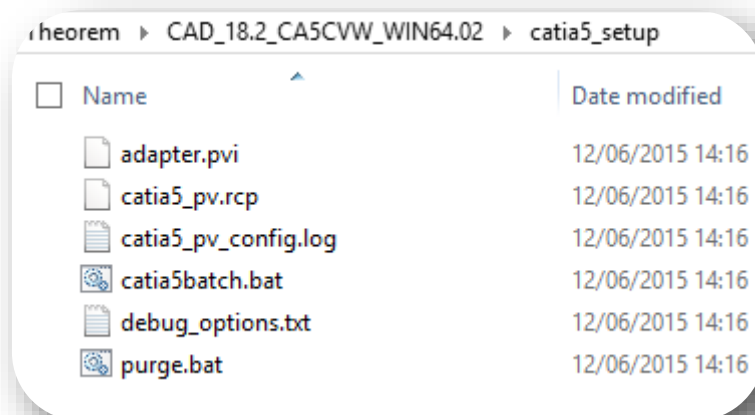 Theorem ▸ CAD_18.2_CA5CVW_WIN64.02 ▸ catia5_setup
Name Date modified
adapter.pvi 12/06/2015 14:16
catia5_pv.rcp 12/06/2015 14:16
catia5_pv_config.log 12/06/2015 14:16
catia5batch.bat 12/06/2015 14:16
debug_options.txt 12/06/2015 14:16
purge.bat 12/06/2015 14:16